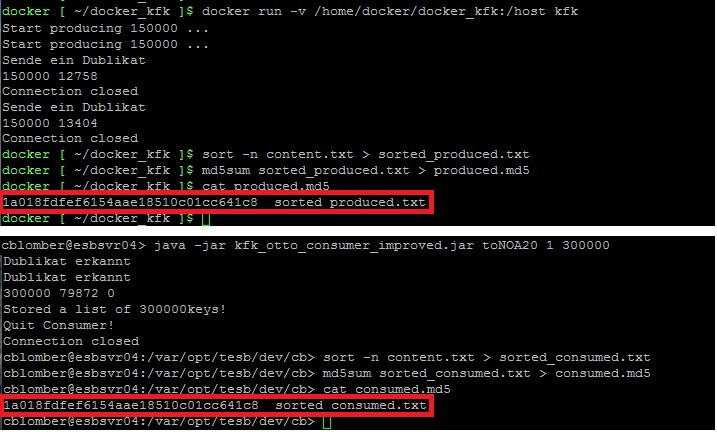 docker [ ~/docker_kfk ]$ docker run -v /home/docker/docker_kfk:/host kfk
Start producing 150000 ...
Start producing 150000 ...
Sende ein Dublikat
150000 12758
Connection closed
Sende ein Dublikat
150000 13404
Connection closed
docker [ ~/docker_kfk ]$ sort -n content.txt > sorted_produced.txt
docker [ ~/docker_kfk ]$ md5sum sorted_produced.txt > produced.md5
docker [ ~/docker_kfk ]$ cat produced.md5
1a018fdfef6154aae18510c01cc641c8  sorted_produced.txt
docker [ ~/docker_kfk ]$
cblomber@esbsvr04> java -jar kfk_otto_consumer_improved.jar toNOA20 1 300000
Dublikat erkannt
Dublikat erkannt
300000 79872 0
Stored a list of 300000keys!
Quit Consumer!
Connection closed
cblomber@esbsvr04:/var/opt/tesb/dev/cb> sort -n content.txt > sorted_consumed.txt
cblomber@esbsvr04:/var/opt/tesb/dev/cb> md5sum sorted_consumed.txt > consumed.md5
cblomber@esbsvr04:/var/opt/tesb/dev/cb> cat consumed.md5
1a018fdfef6154aae18510c01cc641c8  sorted_consumed.txt
cblomber@esbsvr04:/var/opt/tesb/dev/cb>